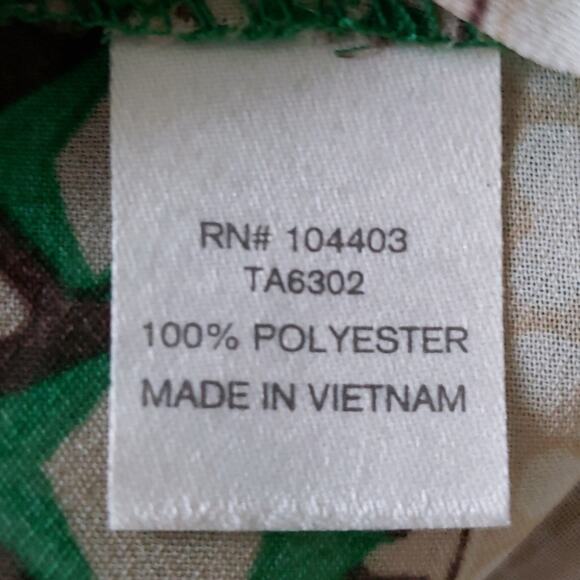 RN# 104403
TA6302
100% POLYESTER
MADE IN VIETNAM